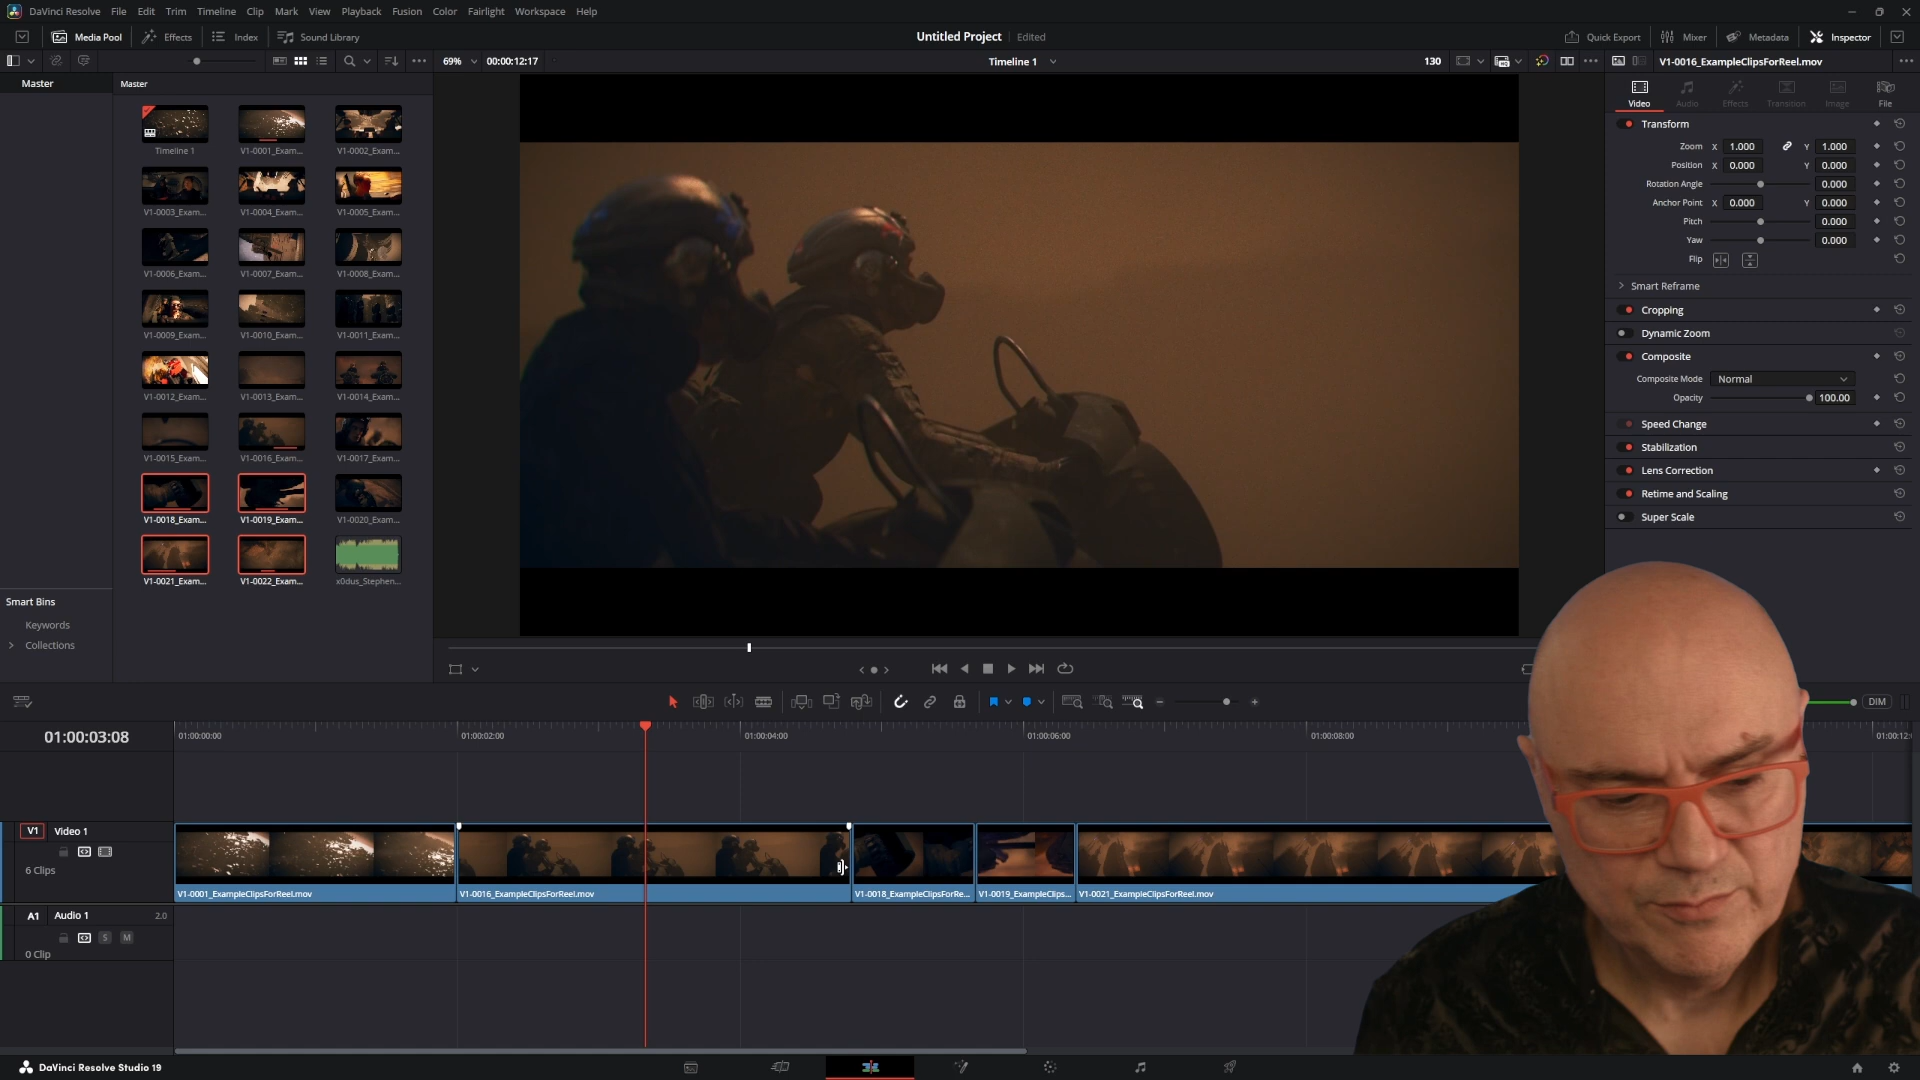 DaVinci Resolve File Edit Trim Timeline Clip Mark View Playback Fusion Color Fairlight Workspace Help
Media Pool Effects Index Sound Library
Untitled Project Edited
Quick Export Mixer Metadata Inspector
69% 00:00:12:17
Timeline 1
130
V1-0016_ExampleClipsForReel.mov
Master
Master
Timeline 1 V1-0001_Exam... V1-0002_Exam...
V1-0003_Exam... V1-0004_Exam... V1-0005_Exam...
V1-0006_Exam... V1-0007_Exam... V1-0008_Exam...
V1-0009_Exam... V1-0010_Exam... V1-0011_Exam...
V1-0012_Exam... V1-0013_Exam... V1-0014_Exam...
V1-0015_Exam... V1-0016_Exam... V1-0017_Exam...
V1-0018_Exam... V1-0019_Exam... V1-0020_Exam...
V1-0021_Exam... V1-0022_Exam... x0dus_Stephen...
Smart Bins
Keywords
Collections
Video Audio Effects Transition Image File
Transform
Zoom X 1.000 Y 1.000
Position X 0.000 Y 0.000
Rotation Angle 0.000
Anchor Point X 0.000 Y 0.000
Pitch 0.000
Yaw 0.000
Flip
Smart Reframe
Cropping
Dynamic Zoom
Composite
Composite Mode Normal
Opacity 100.00
Speed Change
Stabilization
Lens Correction
Retime and Scaling
Super Scale
DIM
01:00:03:08
01:00:00:00 01:00:02:00 01:00:04:00 01:00:06:00 01:00:08:00 01:00:12:
V1 Video 1
6 Clips
V1-0001_ExampleClipsForReel.mov V1-0016_ExampleClipsForReel.mov V1-0018_ExampleClipsForRe... V1-0019_ExampleClips... V1-0021_ExampleClipsForReel.mov
A1 Audio 1 2.0
S M
0 Clip
DaVinci Resolve Studio 19